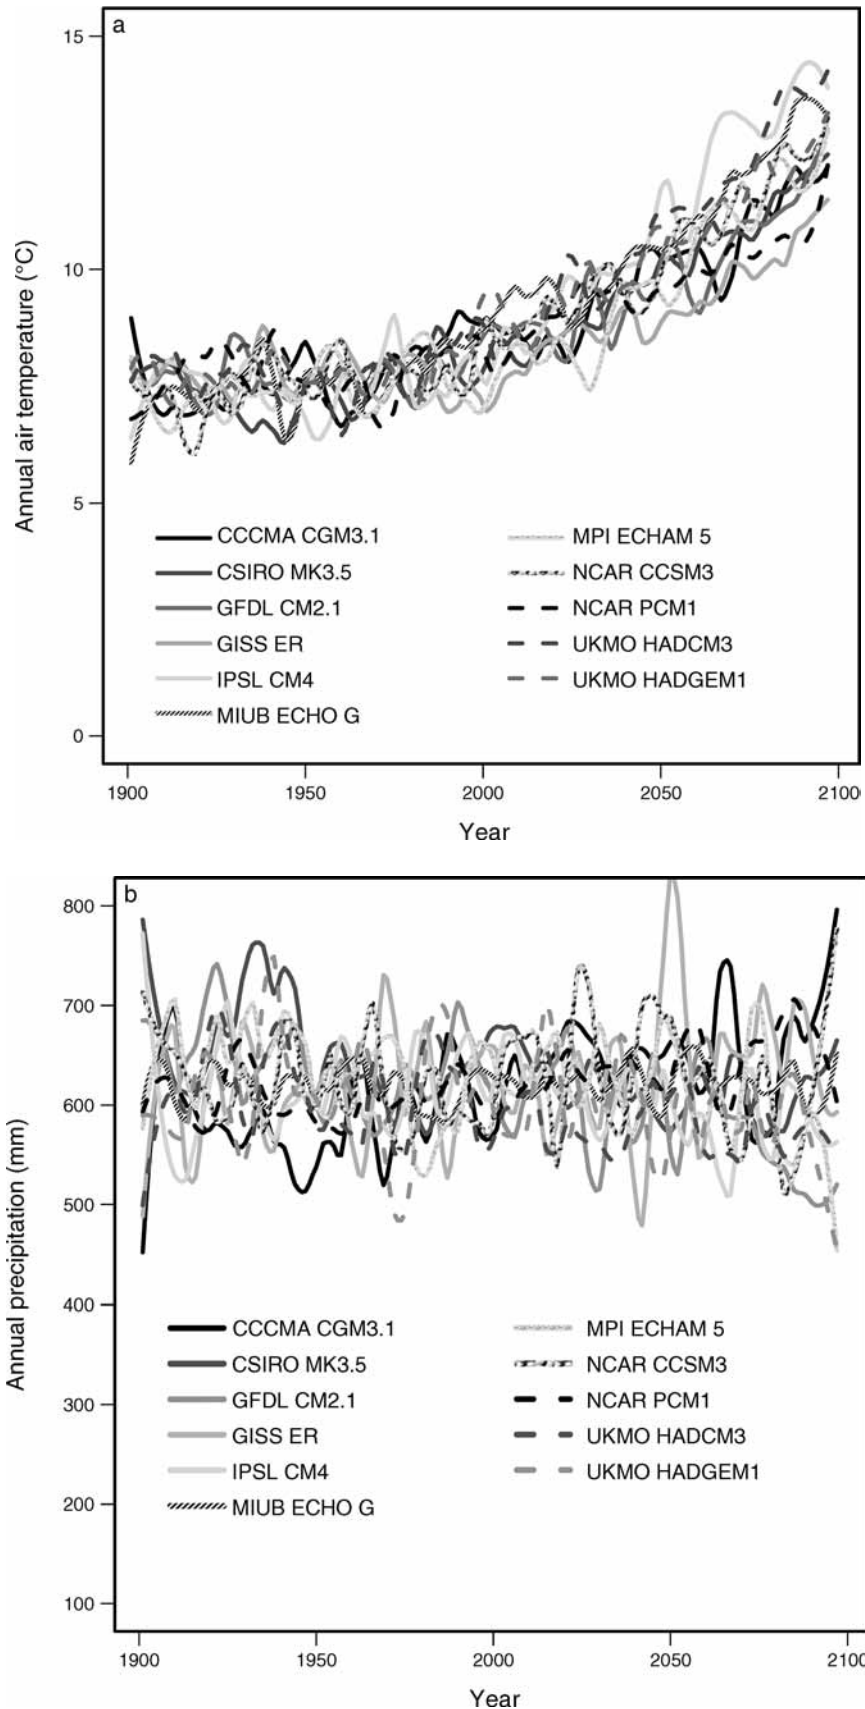 a
15
10
5
0
Annual air temperature (°C)
CCCMA CGM3.1
CSIRO MK3.5
GFDL CM2.1
GISS ER
IPSL CM4
MIUB ECHO G
MPI ECHAM 5
NCAR CCSM3
NCAR PCM1
UKMO HADCM3
UKMO HADGEM1
1900 1950 2000 2050 2100
Year
b
800
700
600
500
400
300
200
100
Annual precipitation (mm)
CCCMA CGM3.1
CSIRO MK3.5
GFDL CM2.1
GISS ER
IPSL CM4
MIUB ECHO G
MPI ECHAM 5
NCAR CCSM3
NCAR PCM1
UKMO HADCM3
UKMO HADGEM1
1900 1950 2000 2050 2100
Year